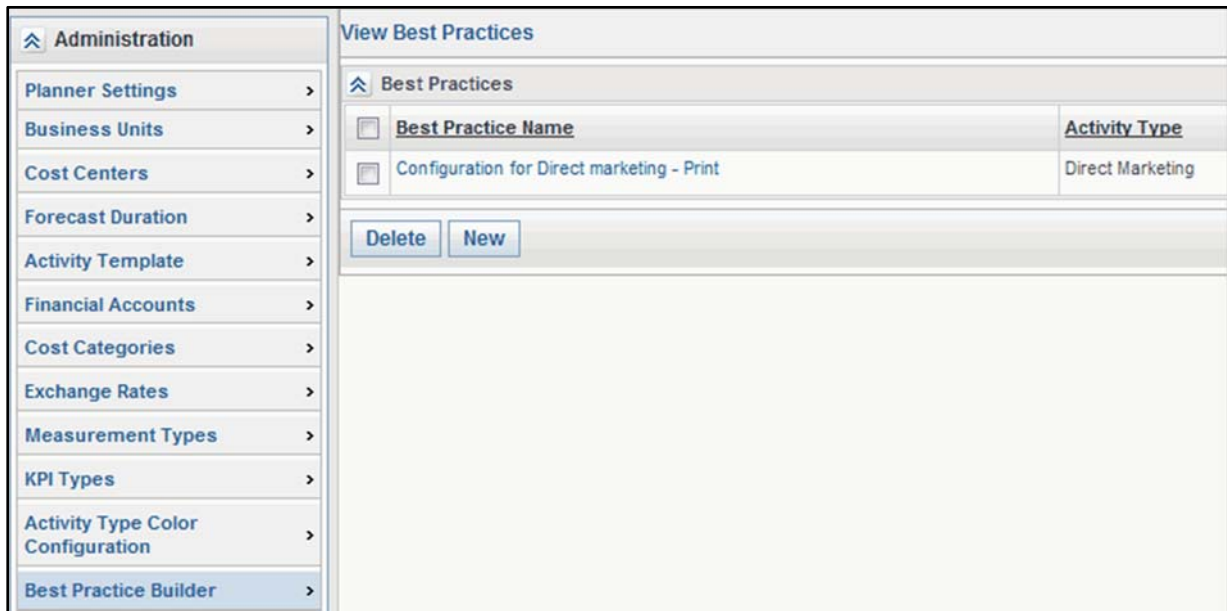 Administration
Planner Settings
Business Units
Cost Centers
Forecast Duration
Activity Template
Financial Accounts
Cost Categories
Exchange Rates
Measurement Types
KPI Types
Activity Type Color
Configuration
Best Practice Builder
View Best Practices
Best Practices
Best Practice Name Activity Type
Configuration for Direct marketing - Print Direct Marketing
Delete New